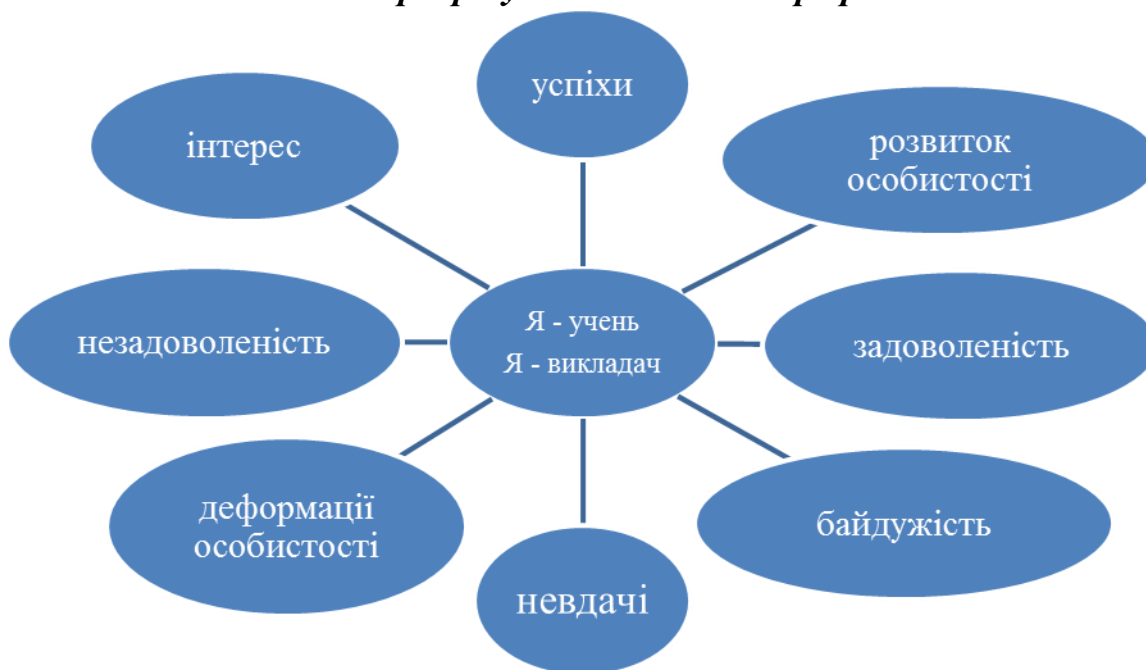 успіхи
інтерес
розвиток
особистості
Я - учень
Я - викладач
незадоволеність
задоволеність
деформації
особистості
байдужість
невдачі